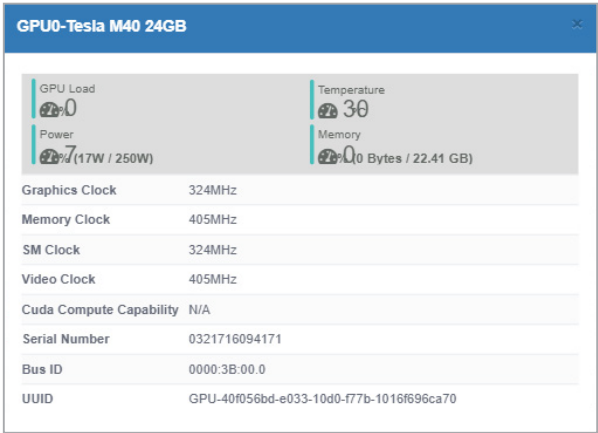 GPU0-Tesla M40 24GB ×
GPU Load
0%
Temperature
30
Power
7% (17W / 250W)
Memory
0% (0 Bytes / 22.41 GB)
Graphics Clock 324MHz
Memory Clock 405MHz
SM Clock 324MHz
Video Clock 405MHz
Cuda Compute Capability N/A
Serial Number 0321716094171
Bus ID 0000:3B:00.0
UUID GPU-40f056bd-e033-10d0-f77b-1016f696ca70